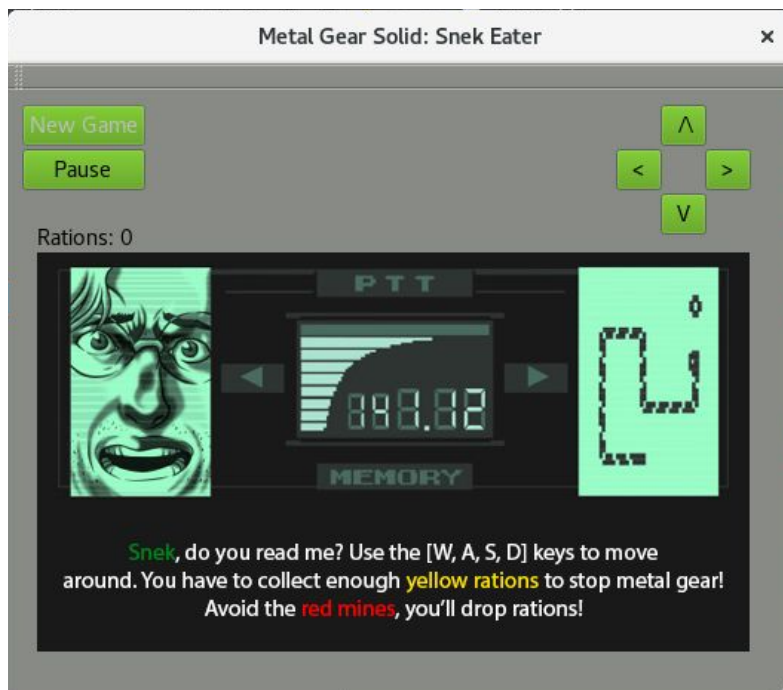 Metal Gear Solid: Snek Eater ×
New Game
Pause
Λ
< >
V
Rations: 0
PTT
141.12
MEMORY
Snek, do you read me? Use the [W, A, S, D] keys to move
around. You have to collect enough yellow rations to stop metal gear!
Avoid the red mines, you'll drop rations!